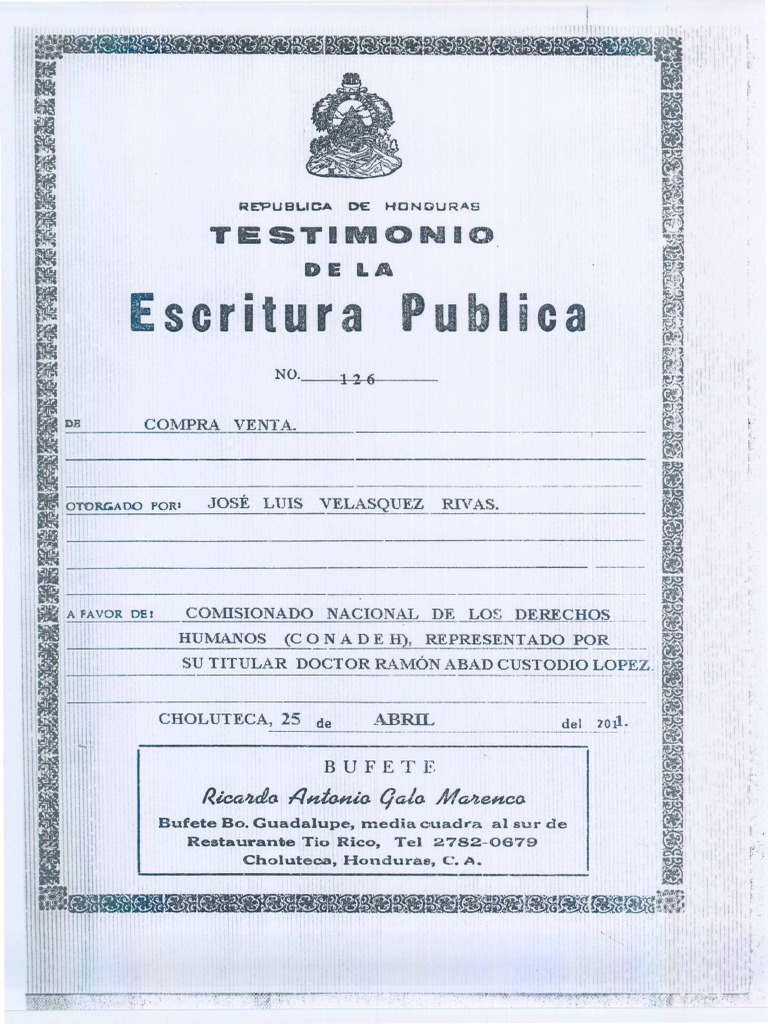 REPUBLICA DE HONDURAS
TESTIMONIO
DE LA
Escritura Publica
NO. 126
DE COMPRA VENTA.
OTORGADO POR: JOSÉ LUIS VELASQUEZ RIVAS.
A FAVOR DE: COMISIONADO NACIONAL DE LOS DERECHOS
HUMANOS (CONADEH), REPRESENTADO POR
SU TITULAR DOCTOR RAMÓN ABAD CUSTODIO LOPEZ.
CHOLUTECA, 25 de ABRIL del 2011.
BUFETE
Ricardo Antonio Galo Marenco
Bufete Bo. Guadalupe, media cuadra al sur de
Restaurante Tio Rico, Tel 2782-0679
Choluteca, Honduras, C. A.